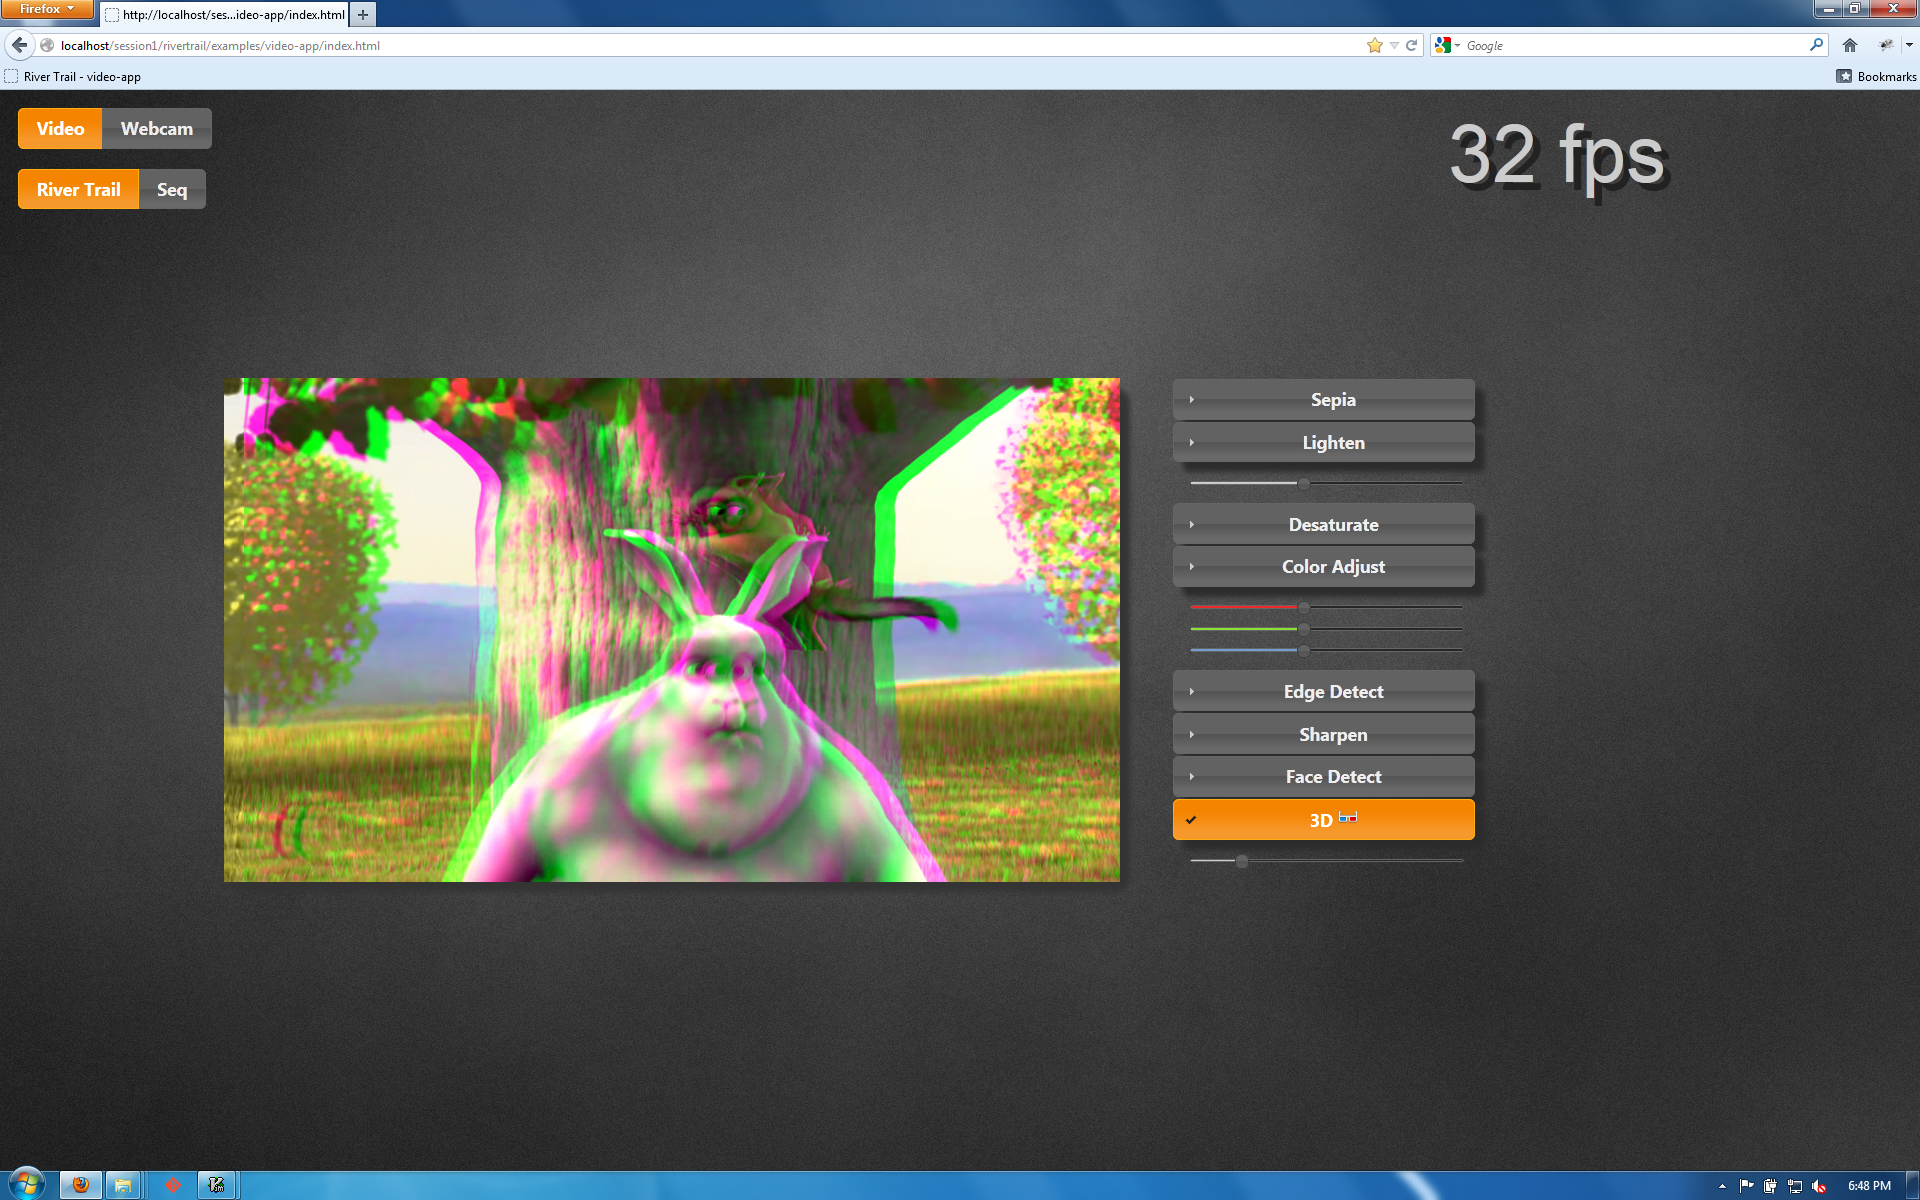 Firefox
http://localhost/ses...ideo-app/index.html
localhost/session1/rivertrail/examples/video-app/index.html
Google
River Trail - video-app
Bookmarks
Video
Webcam
32 fps
River Trail
Seq
Sepia
Lighten
Desaturate
Color Adjust
Edge Detect
Sharpen
Face Detect
3D
6:48 PM